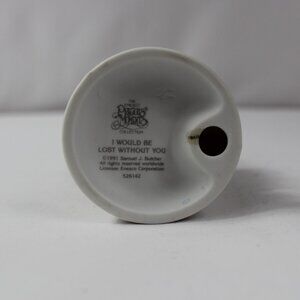 THE ENESCO
Precious
Moments
COLLECTION
I WOULD BE
LOST WITHOUT YOU
©1991 Samuel J. Butcher
All rights reserved worldwide
Licensee Enesco Corporation
526142